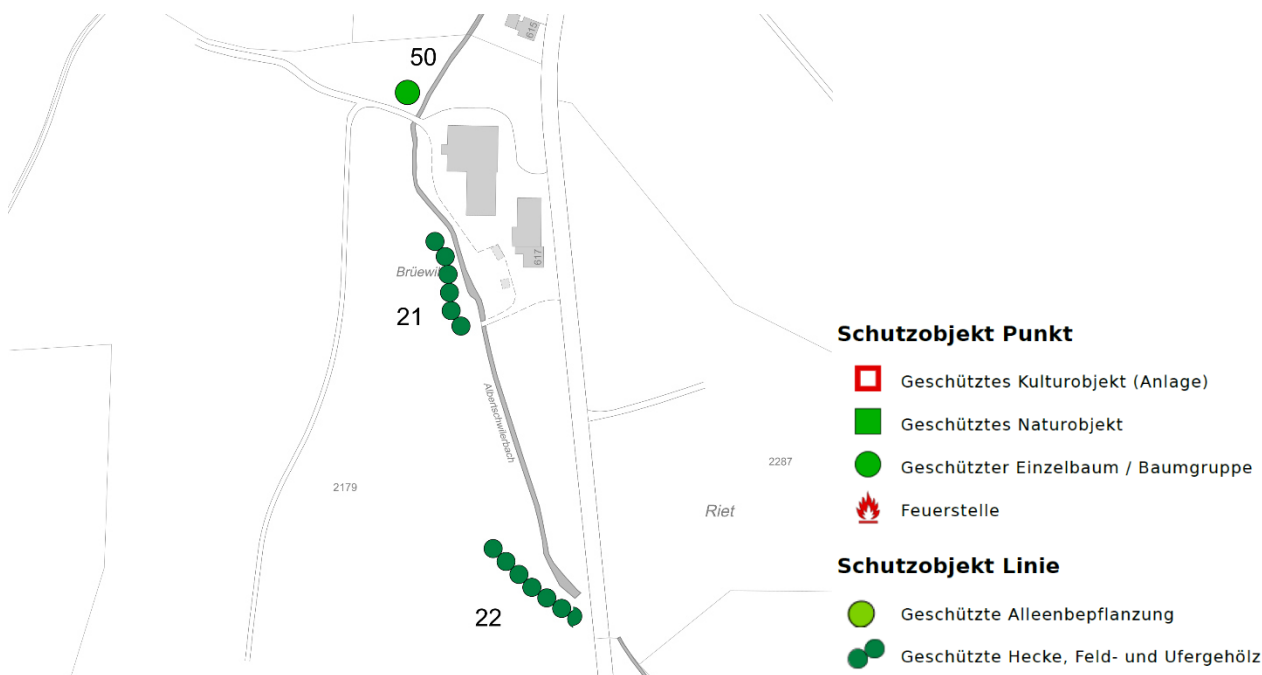 615
50
617
Brüewi
21
Albertschwilerbach
2287
2179
Riet
22
Schutzobjekt Punkt
Geschütztes Kulturobjekt (Anlage)
Geschütztes Naturobjekt
Geschützter Einzelbaum / Baumgruppe
Feuerstelle
Schutzobjekt Linie
Geschützte Alleenbepflanzung
Geschützte Hecke, Feld- und Ufergehölz